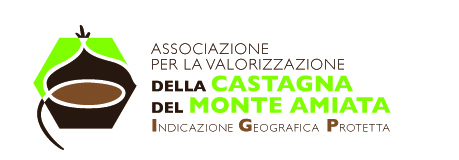 ASSOCIAZIONE
PER LA VALORIZZAZIONE
DELLA CASTAGNA
DEL MONTE AMIATA
INDICAZIONE GEOGRAFICA PROTETTA